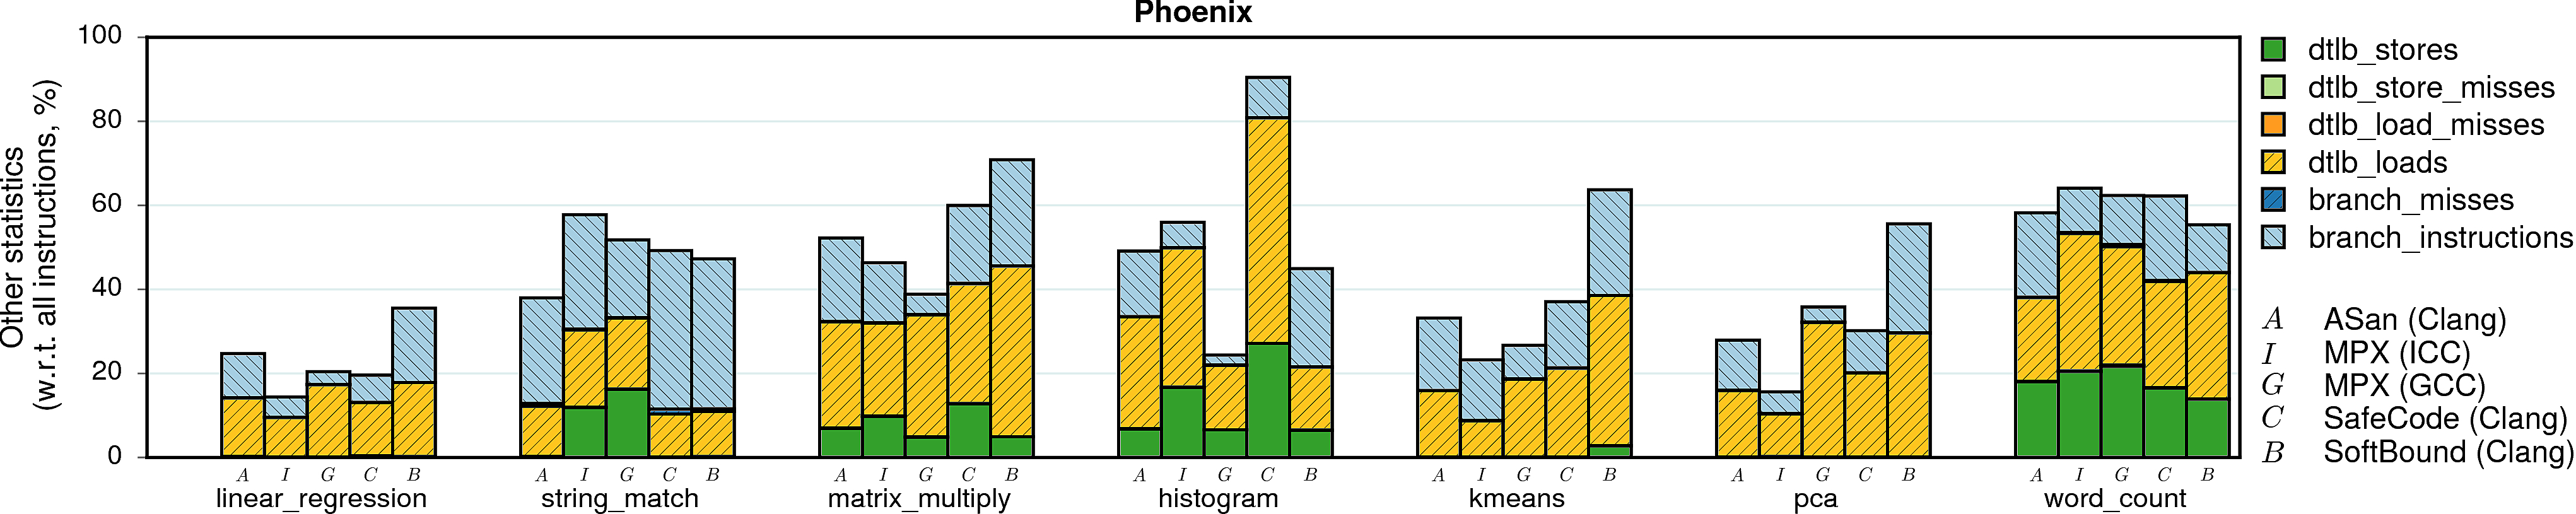 Phoenix
Other statistics
(w.r.t. all instructions, %)
100
80
60
40
20
0
A I G C B A I G C B A I G C B A I G C B A I G C B A I G C B A I G C B
linear_regression string_match matrix_multiply histogram kmeans pca word_count
dtlb_stores
dtlb_store_misses
dtlb_load_misses
dtlb_loads
branch_misses
branch_instructions
A ASan (Clang)
I MPX (ICC)
G MPX (GCC)
C SafeCode (Clang)
B SoftBound (Clang)